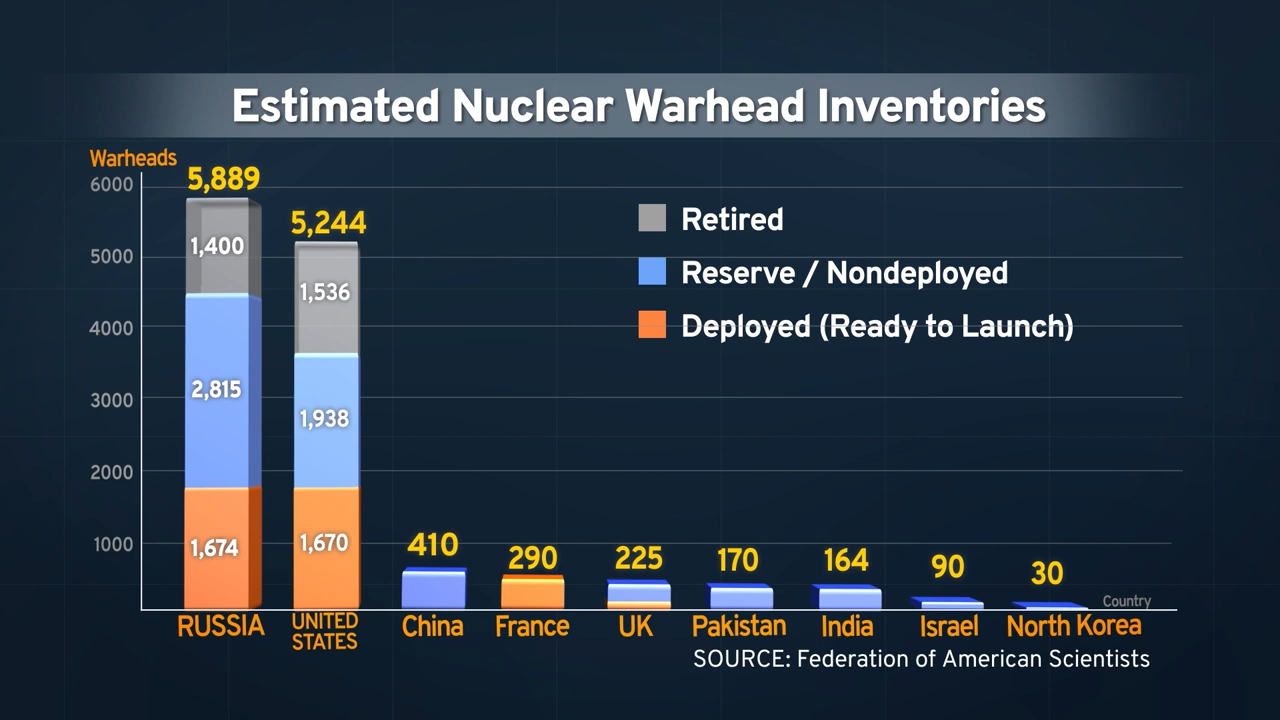 Estimated Nuclear Warhead Inventories
Warheads
6000
5000
4000
3000
2000
1000
5,889
1,400
2,815
1,674
5,244
1,536
1,938
1,670
410
290
225
170
164
90
30
Retired
Reserve / Nondeployed
Deployed (Ready to Launch)
RUSSIA
UNITED
STATES
China
France
UK
Pakistan
India
Israel
North Korea
Country
SOURCE: Federation of American Scientists